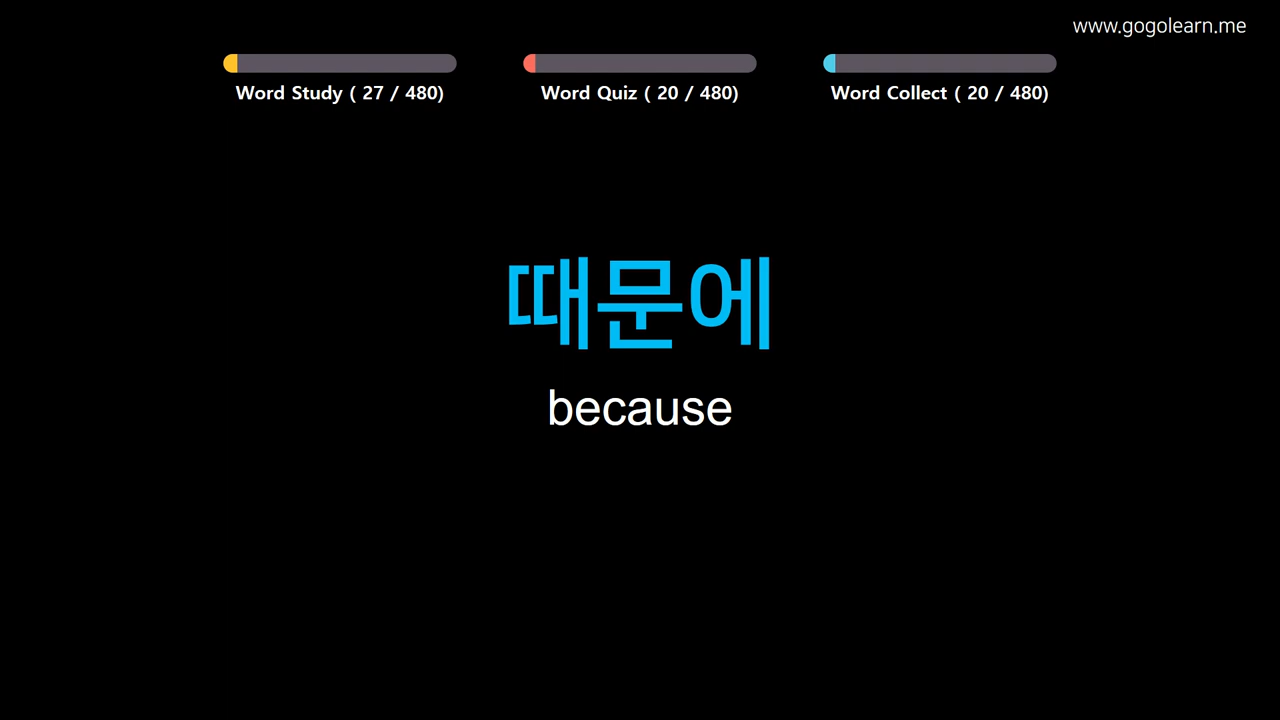 www.gogolearn.me
Word Study ( 27 / 480)
Word Quiz ( 20 / 480)
Word Collect ( 20 / 480)
때문에
because